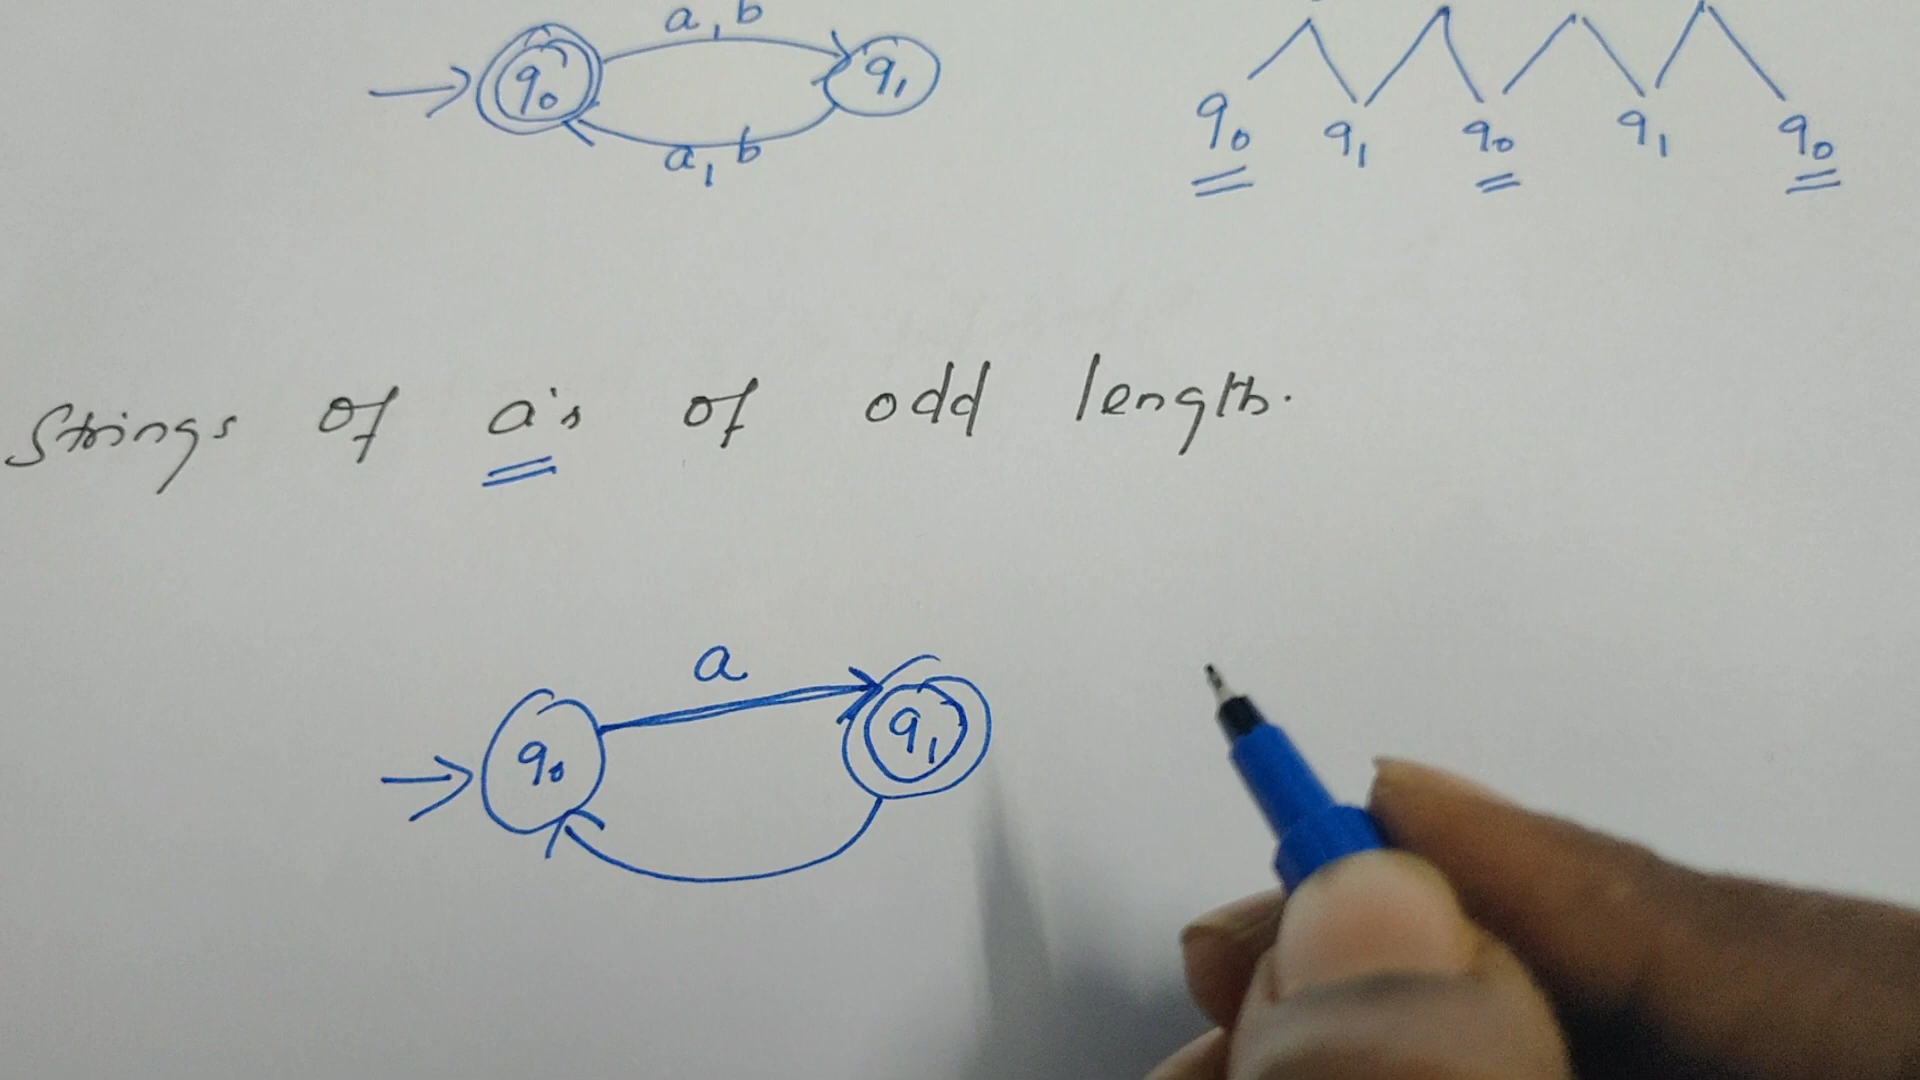 a, b
q0 q1
a, b
q0 q1 q0 q1 q0
Strings of a's of odd length.
a
q0 q1